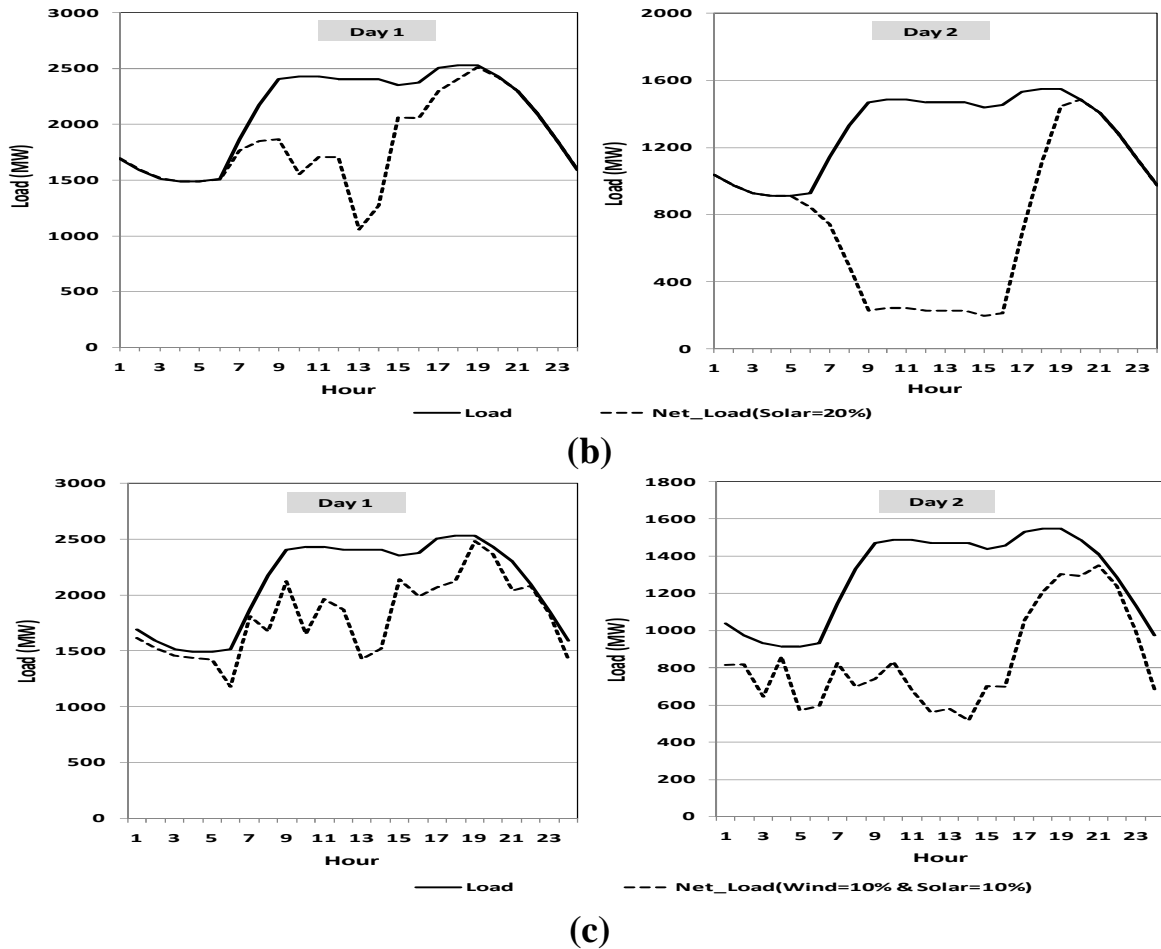 3000
2500
2000
1500
1000
500
0
Load (MW)
Day 1
1 3 5 7 9 11 13 15 17 19 21 23
Hour
2000
1600
1200
800
400
0
Load (MW)
Day 2
1 3 5 7 9 11 13 15 17 19 21 23
Hour
Load Net_Load(Solar=20%)
(b)
3000
2500
2000
1500
1000
500
0
Load (MW)
Day 1
1 3 5 7 9 11 13 15 17 19 21 23
Hour
1800
1600
1400
1200
1000
800
600
400
200
0
Load (MW)
Day 2
1 3 5 7 9 11 13 15 17 19 21 23
Hour
Load Net_Load(Wind=10% & Solar=10%)
(c)